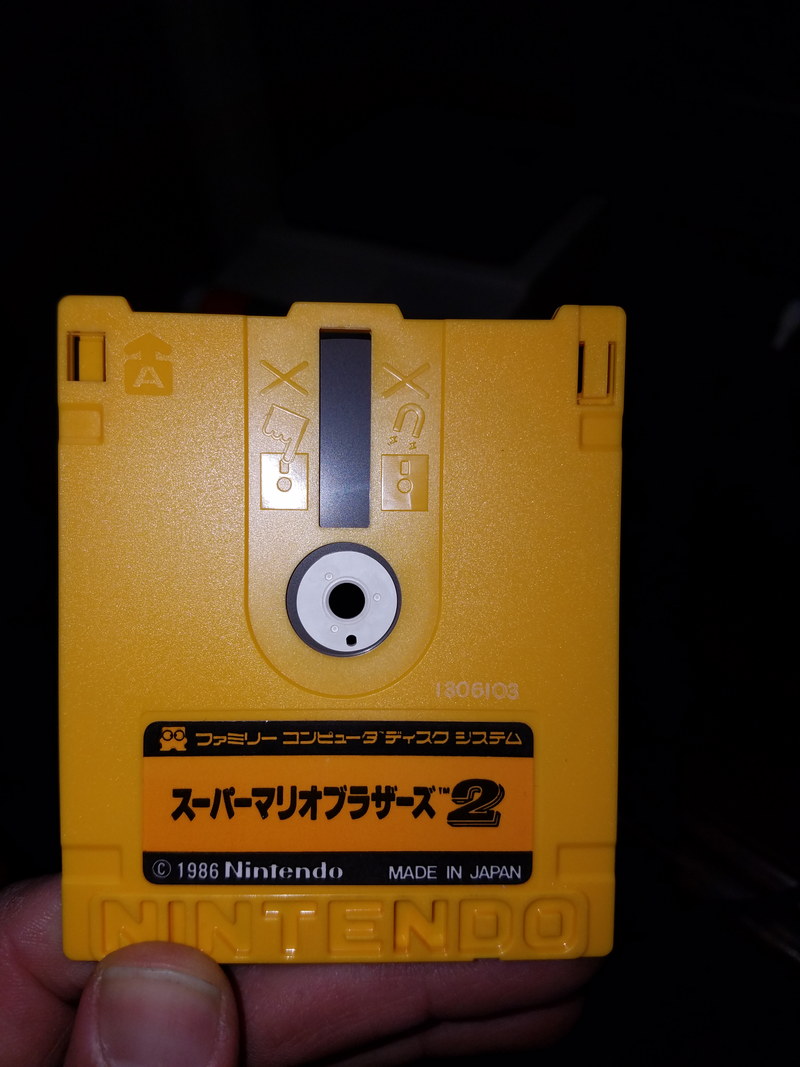 A
1306103
ファミリー コンピュータ ディスク システム
スーパーマリオブラザーズ™2
© 1986 Nintendo MADE IN JAPAN
NINTENDO